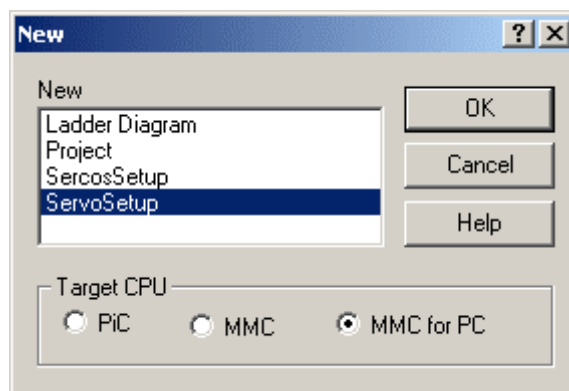 New
New
Ladder Diagram
Project
SercosSetup
ServoSetup
OK
Cancel
Help
Target CPU
PiC MMC MMC for PC